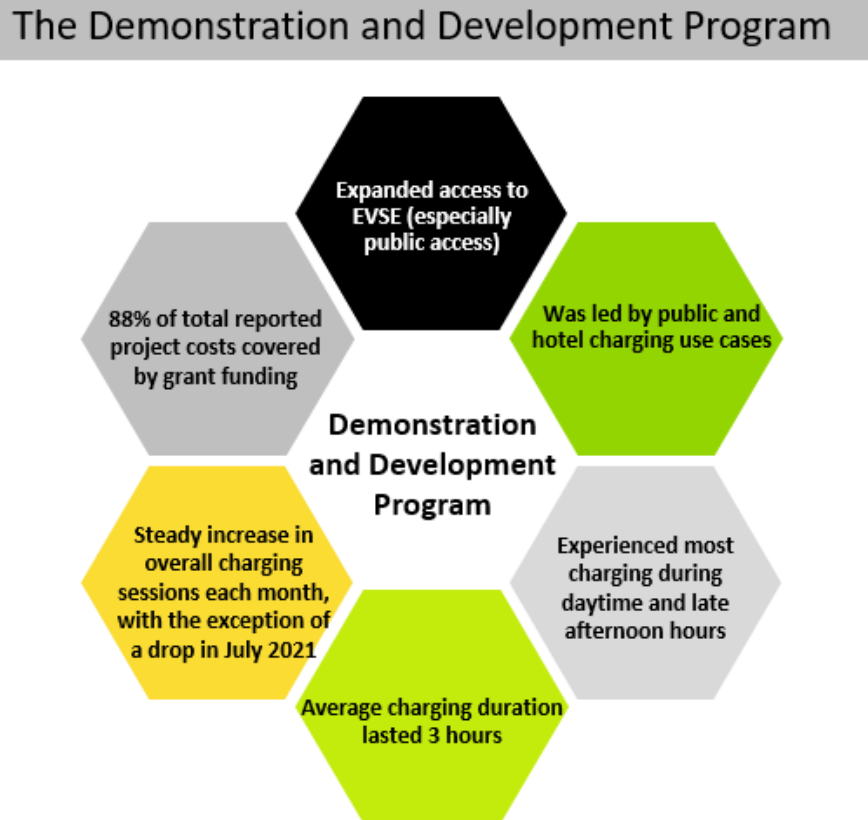 The Demonstration and Development Program
Expanded access to
EVSE (especially
public access)
Was led by public and
hotel charging use cases
Experienced most
charging during
daytime and late
afternoon hours
Average charging duration
lasted 3 hours
Steady increase in
overall charging
sessions each month,
with the exception of
a drop in July 2021
88% of total reported
project costs covered
by grant funding
Demonstration
and Development
Program